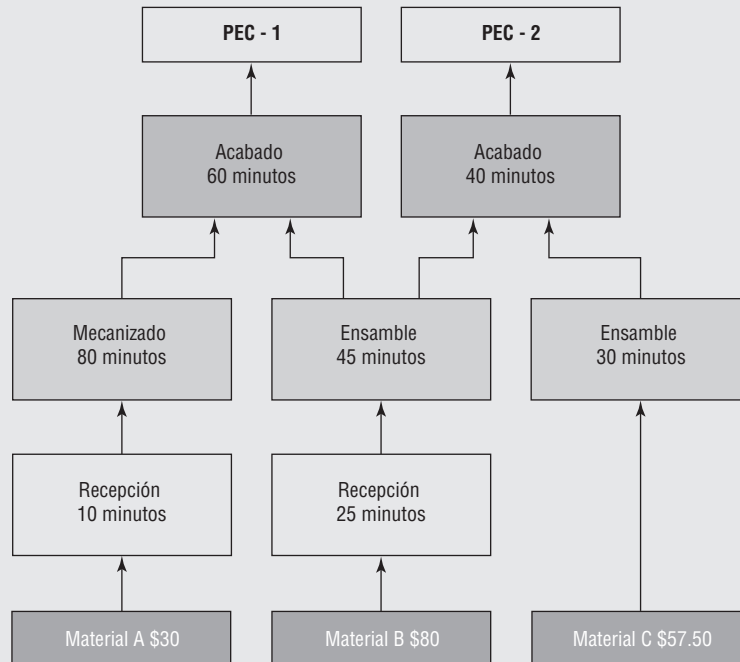 PEC - 1
PEC - 2
Acabado
60 minutos
Acabado
40 minutos
Mecanizado
80 minutos
Ensamble
45 minutos
Ensamble
30 minutos
Recepción
10 minutos
Recepción
25 minutos
Material A $30
Material B $80
Material C $57.50